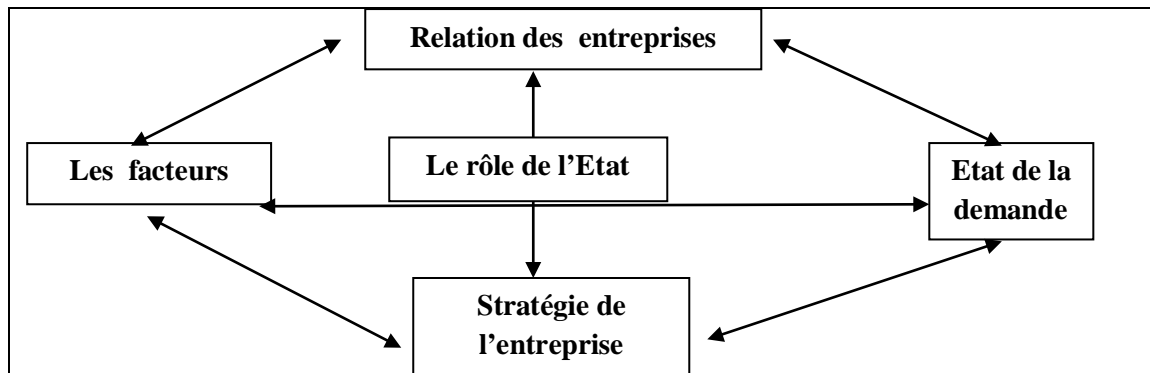 Relation des entreprises
Les facteurs
Le rôle de l’Etat
Etat de la
demande
Stratégie de
l’entreprise